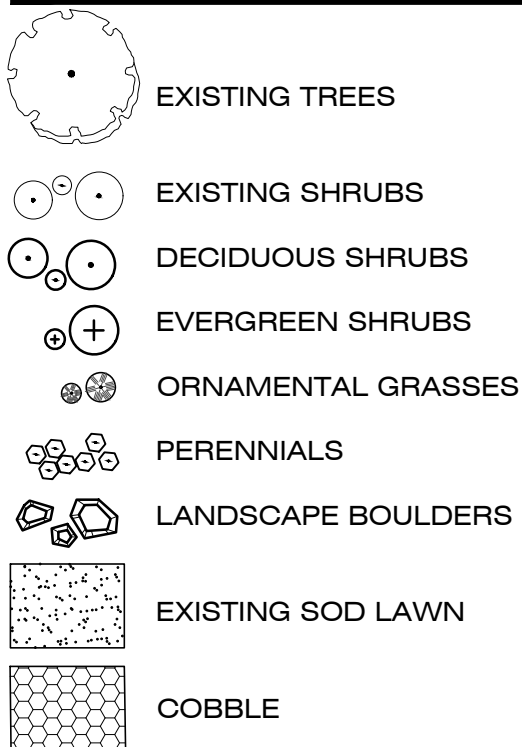 EXISTING TREES
EXISTING SHRUBS
DECIDUOUS SHRUBS
EVERGREEN SHRUBS
ORNAMENTAL GRASSES
PERENNIALS
LANDSCAPE BOULDERS
EXISTING SOD LAWN
COBBLE